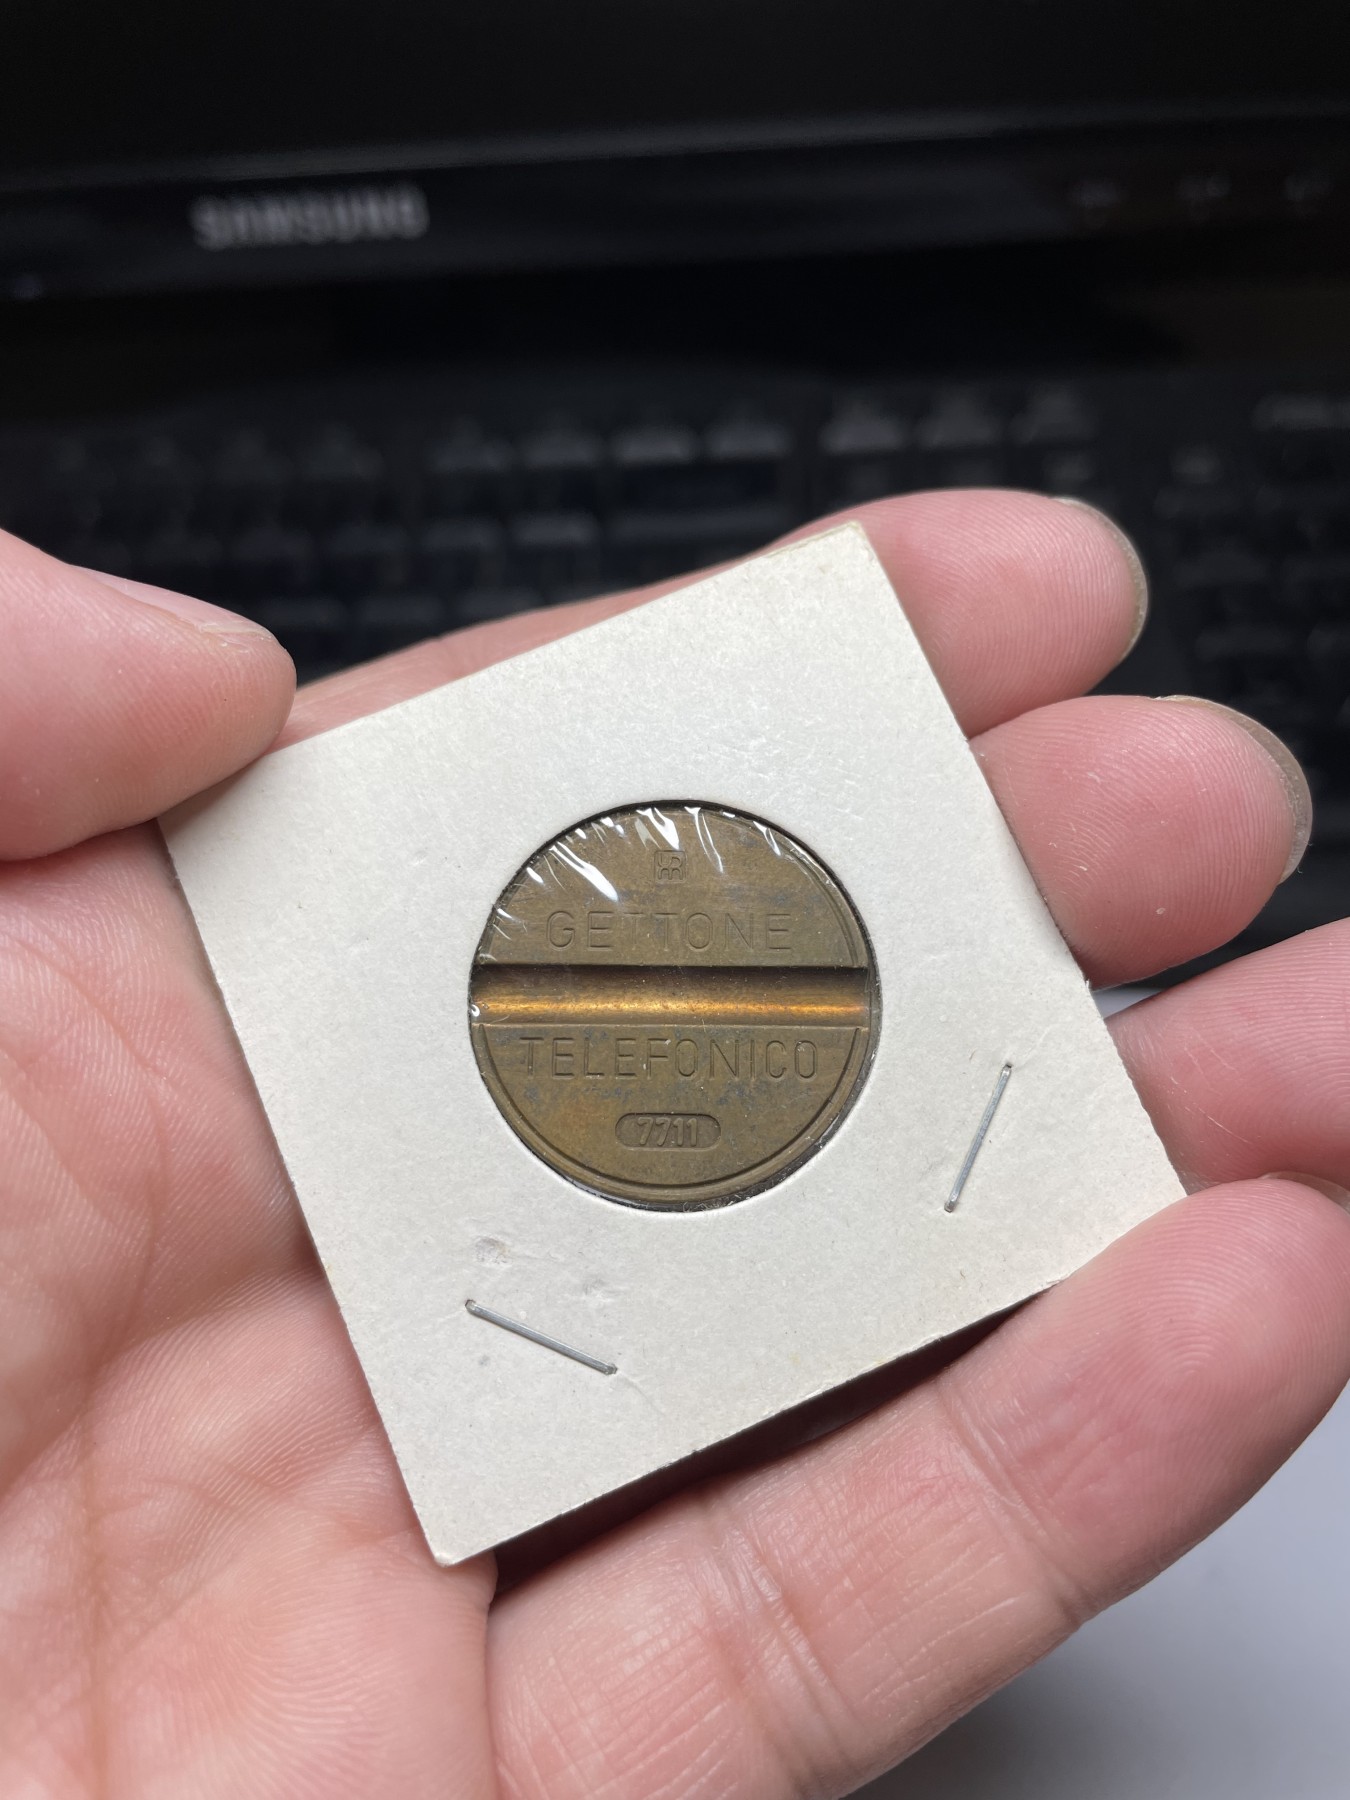 SAMSUNG
GETTONE
TELEFONICO
7711